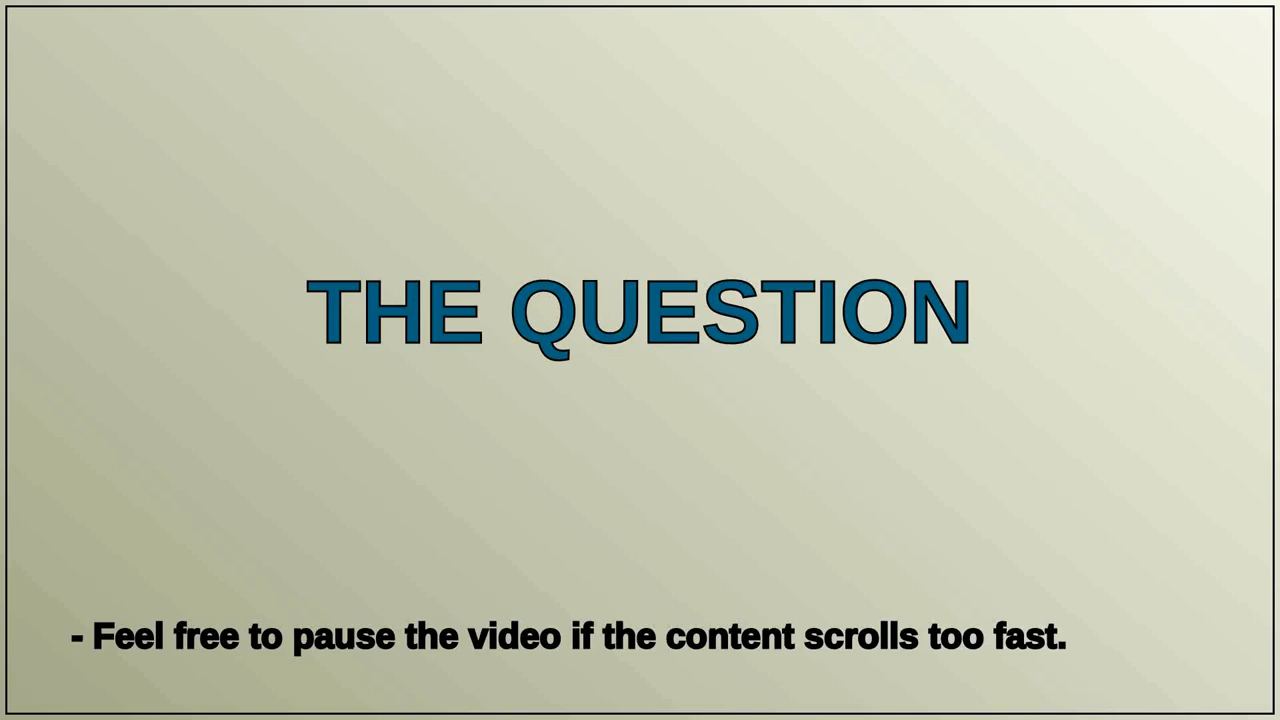 THE QUESTION
- Feel free to pause the video if the content scrolls too fast.